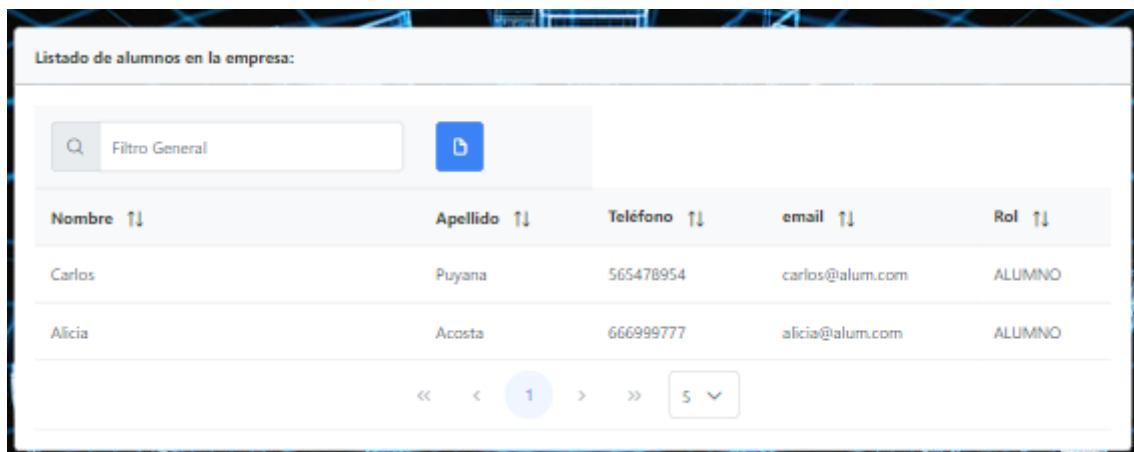 Listado de alumnos en la empresa:
Filtro General
Nombre Apellido Teléfono email Rol
Carlos Puyana 565478954 carlos@alum.com ALUMNO
Alicia Acosta 666999777 alicia@alum.com ALUMNO
« < 1 > » 5